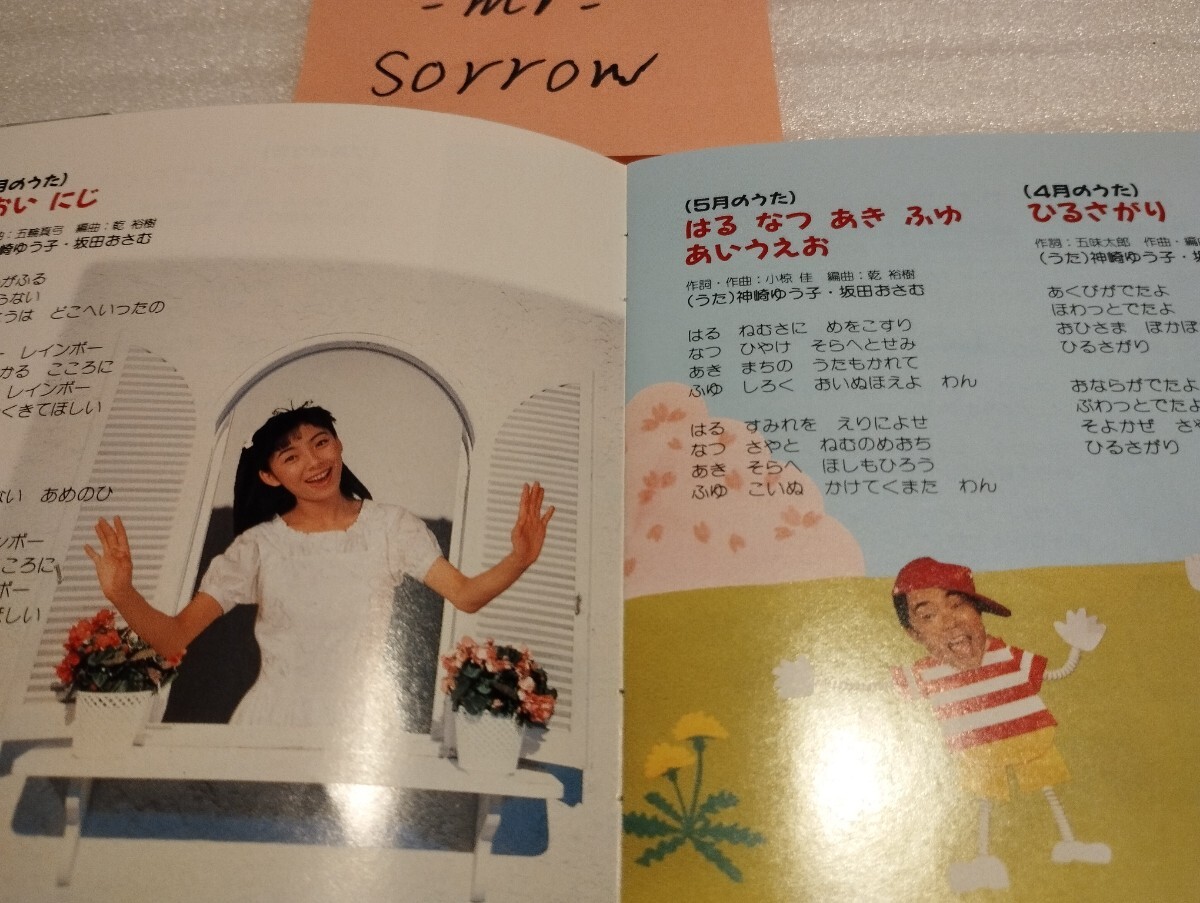 -mr-
sorrow
月のうた)
おい にじ
曲:五輪真弓 編曲:乾 裕樹
崎ゆう子・坂田おさむ
がふる
うない
こうは どこへいったの
ー レインボー
かる こころに
レインボー
くきてほしい
ない あめのひ
ンボー
こころに
ボー
ほしい
(5月のうた)
はる なつ あき ふゆ
あいうえお
作詞・作曲:小椋 佳 編曲:乾 裕樹
(うた)神崎ゆう子・坂田おさむ
はる ねむさに めをこすり
なつ ひやけ そらへとせみ
あき まちの うたもかれて
ふゆ しろく おいぬほえよ わん
はる すみれを えりによせ
なつ さやと ねむのめおち
あき そらへ ほしもひろう
ふゆ こいぬ かけてくまた わん
(4月のうた)
ひるさがり
作詞:五味太郎 作曲・編
(うた)神崎ゆう子・坂
あくびがでたよ
ほわっとでたよ
おひさま ぽかぽ
ひるさがり
おならがでたよ
ぷわっとでたよ
そよかぜ さや
ひるさがり